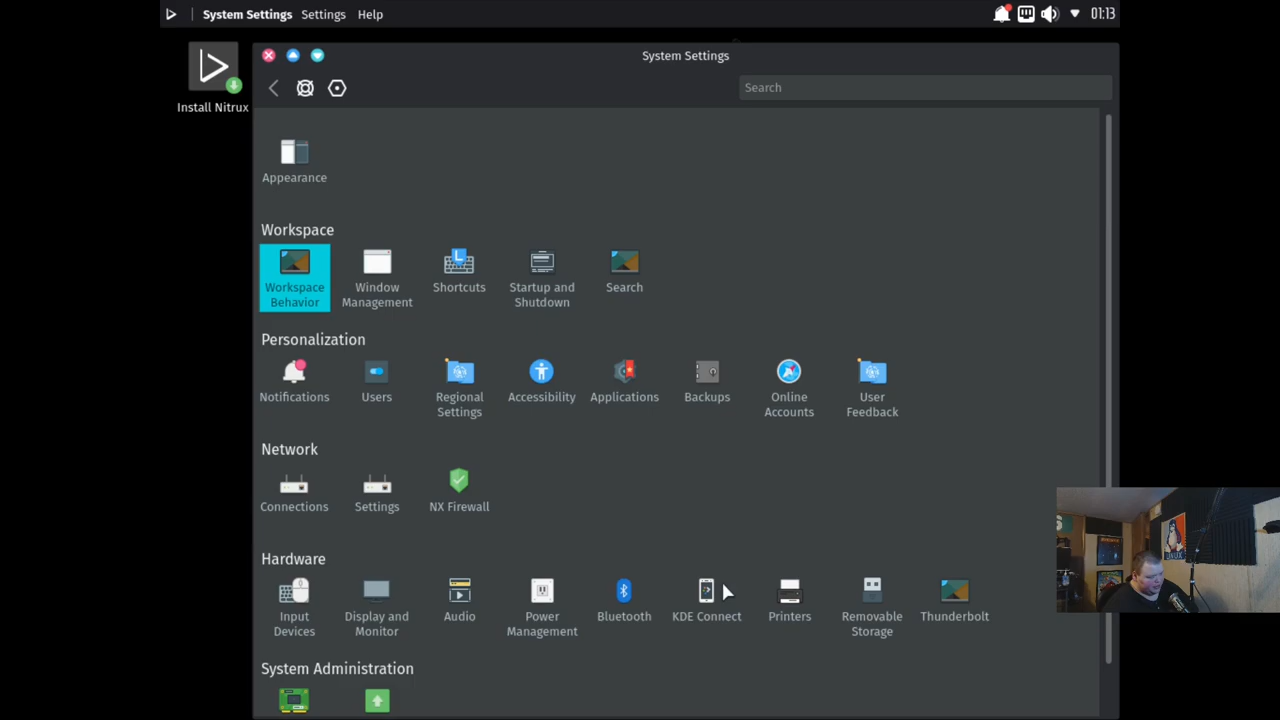 System Settings Settings Help
01:13
Install Nitrux
System Settings
Search
Appearance
Workspace
Workspace Behavior
Window Management
Shortcuts
Startup and Shutdown
Search
Personalization
Notifications
Users
Regional Settings
Accessibility
Applications
Backups
Online Accounts
User Feedback
Network
Connections
Settings
NX Firewall
Hardware
Input Devices
Display and Monitor
Audio
Power Management
Bluetooth
KDE Connect
Printers
Removable Storage
Thunderbolt
System Administration